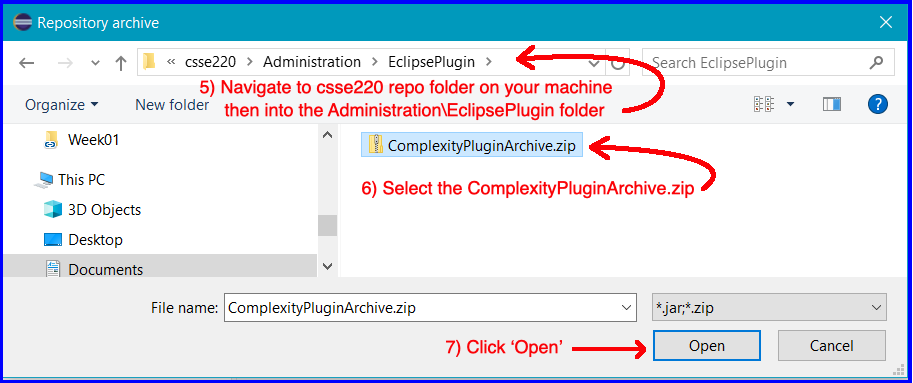 Repository archive
« csse220 > Administration > EclipsePlugin >
Search EclipsePlugin
5) Navigate to csse220 repo folder on your machine
then into the Administration\EclipsePlugin folder
Organize
New folder
Week01
This PC
3D Objects
Desktop
Documents
ComplexityPluginArchive.zip
6) Select the ComplexityPluginArchive.zip
File name:
ComplexityPluginArchive.zip
*.jar;*.zip
7) Click ‘Open’
Open
Cancel